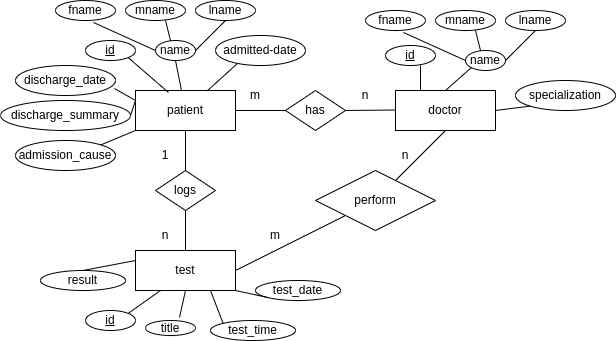 fname
mname
lname
fname
mname
lname
id
name
admitted-date
id
name
discharge_date
specialization
discharge_summary
patient
m
has
n
doctor
admission_cause
1
n
logs
perform
n
m
test
result
test_date
id
title
test_time